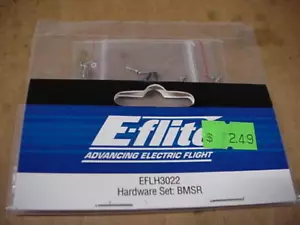 E-flite
$ 2.49
ADVANCING ELECTRIC FLIGHT
EFLH3022
Hardware Set: BMSR